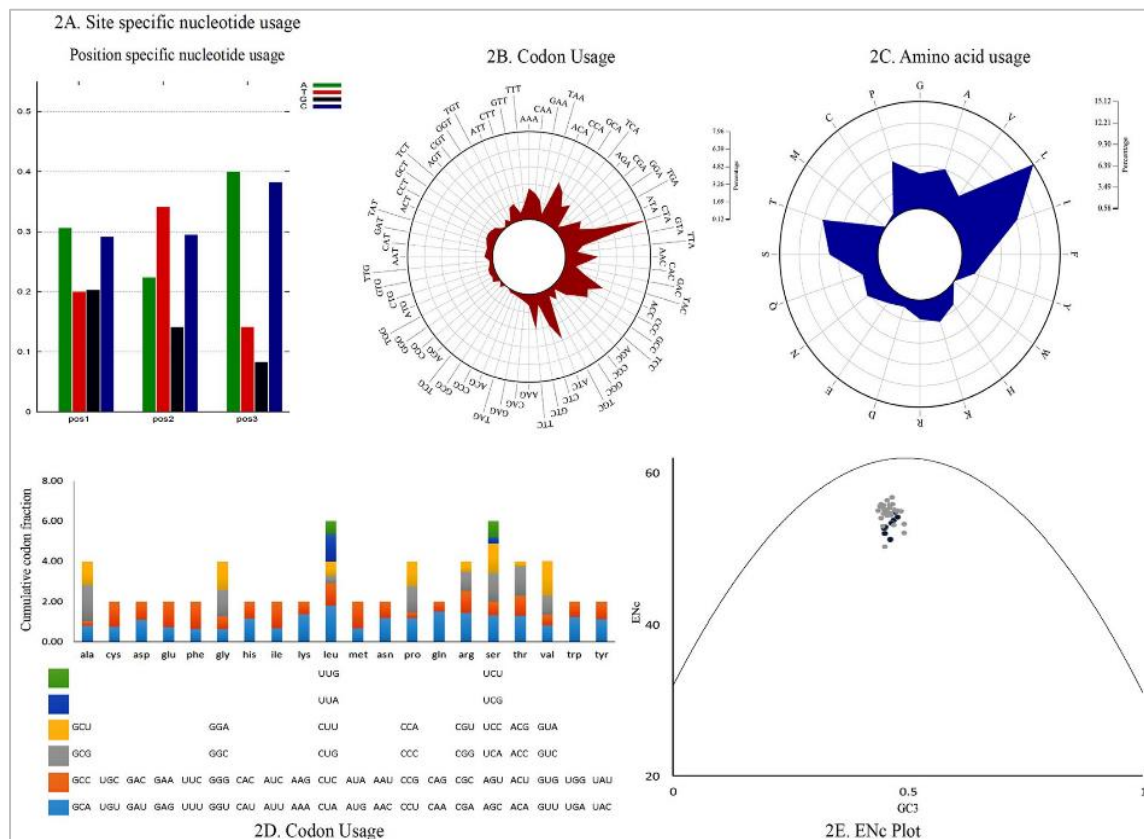 2A. Site specific nucleotide usage
Position specific nucleotide usage
A
T
G
C
0.5
0.4
0.3
0.2
0.1
0
pos1 pos2 pos3
2B. Codon Usage
AAA CAA GAA TAA
ACA CCA GCA TCA
AGA CGA GGA TGA
ATA CTA GTA TTA
AAC CAC GAC TAC
ACC CCC GCC TCC
AGC CGC GGC TGC
ATC CTC GTC TTC
AAG CAG GAG TAG
ACG CCG GCG TCG
AGG CGG GGG TGG
ATG CTG GTG TTG
AAT CAT GAT TAT
ACT CCT GCT TCT
AGT CGT GGT TGT
ATT CTT GTT TTT
7.96
6.39
4.82
3.26
1.69
0.12
Percentage
2C. Amino acid usage
G A V L I F Y W H K R D E N Q S T M C P
15.12
12.21
9.30
6.39
3.49
0.58
Percentage
Cumulative codon fraction
8.00
6.00
4.00
2.00
0.00
ala cys asp glu phe gly his ile lys leu met asn pro gln arg ser thr val trp tyr
UUG UCU
UUA UCG
GCU GGA CUU CCA CGU UCC ACG GUA
GCG GGC CUG CCC CGG UCA ACC GUC
GCC UGC GAC GAA UUC GGG CAC AUC AAG CUC AUA AAU CCG CAG CGC AGU ACU GUG UGG UAU
GCA UGU GAU GAG UUU GGU CAU AUU AAA CUA AUG AAC CCU CAA CGA AGC ACA GUU UGA UAC
2D. Codon Usage
60
40
20
ENc
0 0.5 1
GC3
2E. ENc Plot